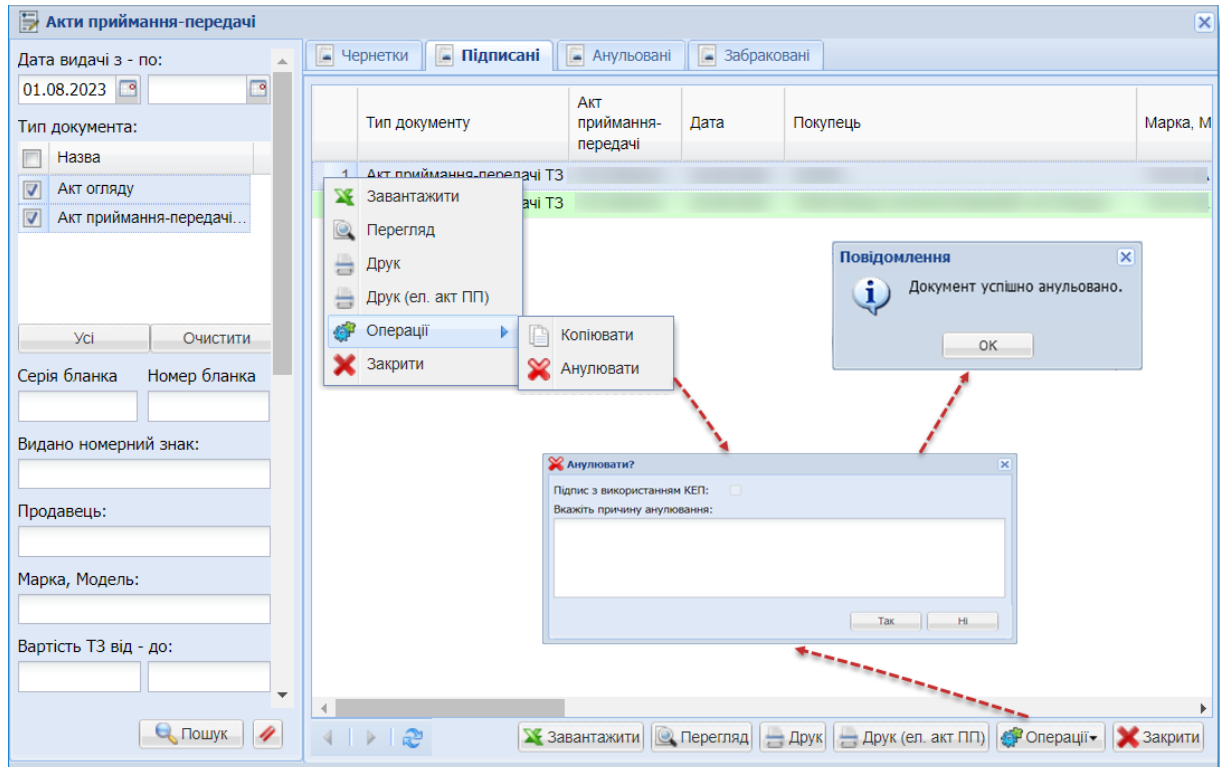 Акти приймання-передачі
Дата видачі з - по:
01.08.2023
Тип документа:
Назва
Акт огляду
Акт приймання-передачі...
Усі
Очистити
Серія бланка
Номер бланка
Видано номерний знак:
Продавець:
Марка, Модель:
Вартість ТЗ від - до:
Пошук
Чернетки
Підписані
Анульовані
Забраковані
Тип документу
Акт
приймання-
передачі
Дата
Покупець
Марка, М
1 Акт приймання-передачі ТЗ
ачі ТЗ
Завантажити
Перегляд
Друк
Друк (ел. акт ПП)
Операції
Закрити
Копіювати
Анулювати
Повідомлення
Документ успішно анульовано.
ОК
Анулювати?
Підпис з використанням КЕП:
Вкажіть причину анулювання:
Так
Ні
Завантажити
Перегляд
Друк
Друк (ел. акт ПП)
Операції
Закрити